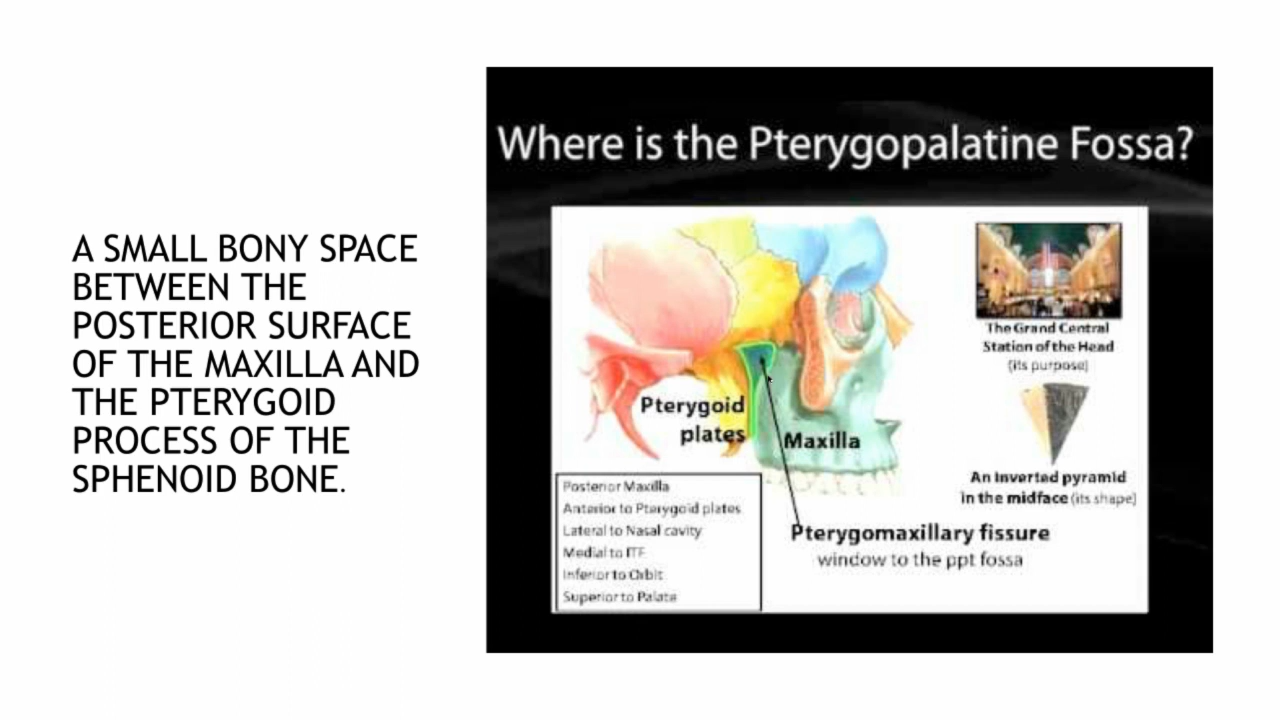 A SMALL BONY SPACE
BETWEEN THE
POSTERIOR SURFACE
OF THE MAXILLA AND
THE PTERYGOID
PROCESS OF THE
SPHENOID BONE.
Where is the Pterygopalatine Fossa?
The Grand Central
Station of the Head
(its purpose)
Pterygoid
plates
Maxilla
An inverted pyramid
in the midface (its shape)
Posterior Maxilla
Anterior to Pterygoid plates
Lateral to Nasal cavity
Medial to ITF
Inferior to Orbit
Superior to Palate
Pterygomaxillary fissure
window to the ppt fossa